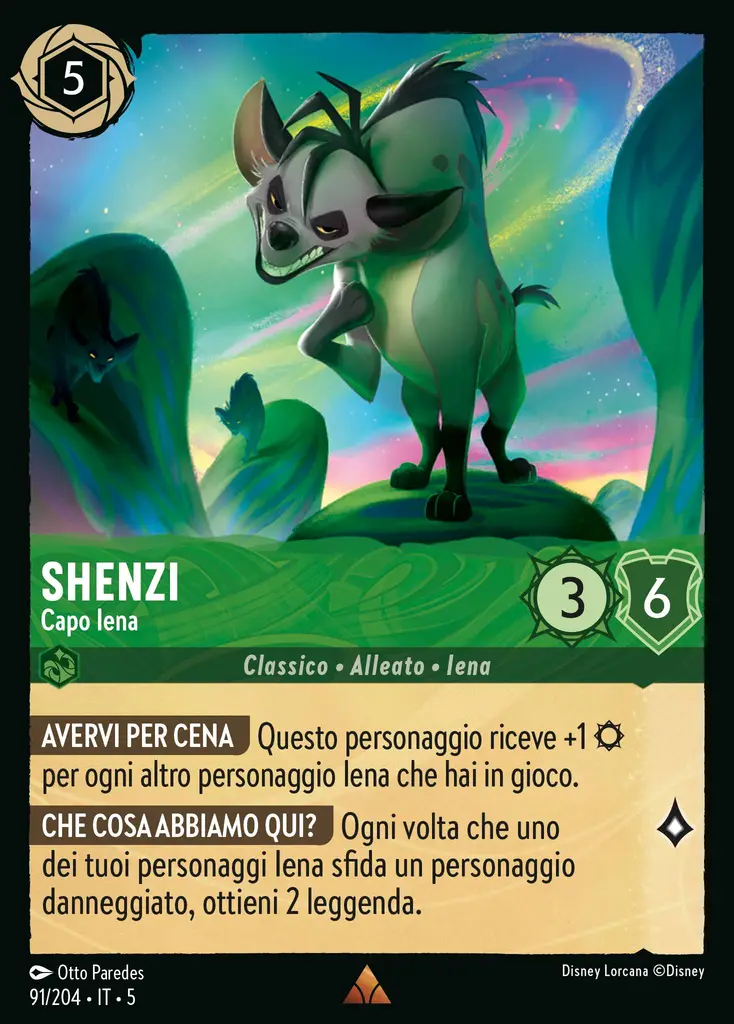 5
SHENZI
Capo Iena
3
6
Classico • Alleato • Iena
AVERVI PER CENA Questo personaggio riceve +1
per ogni altro personaggio Iena che hai in gioco.
CHE COSA ABBIAMO QUI? Ogni volta che uno
dei tuoi personaggi Iena sfida un personaggio
danneggiato, ottieni 2 leggenda.
Otto Paredes
Disney Lorcana ©Disney
91/204 • IT • 5